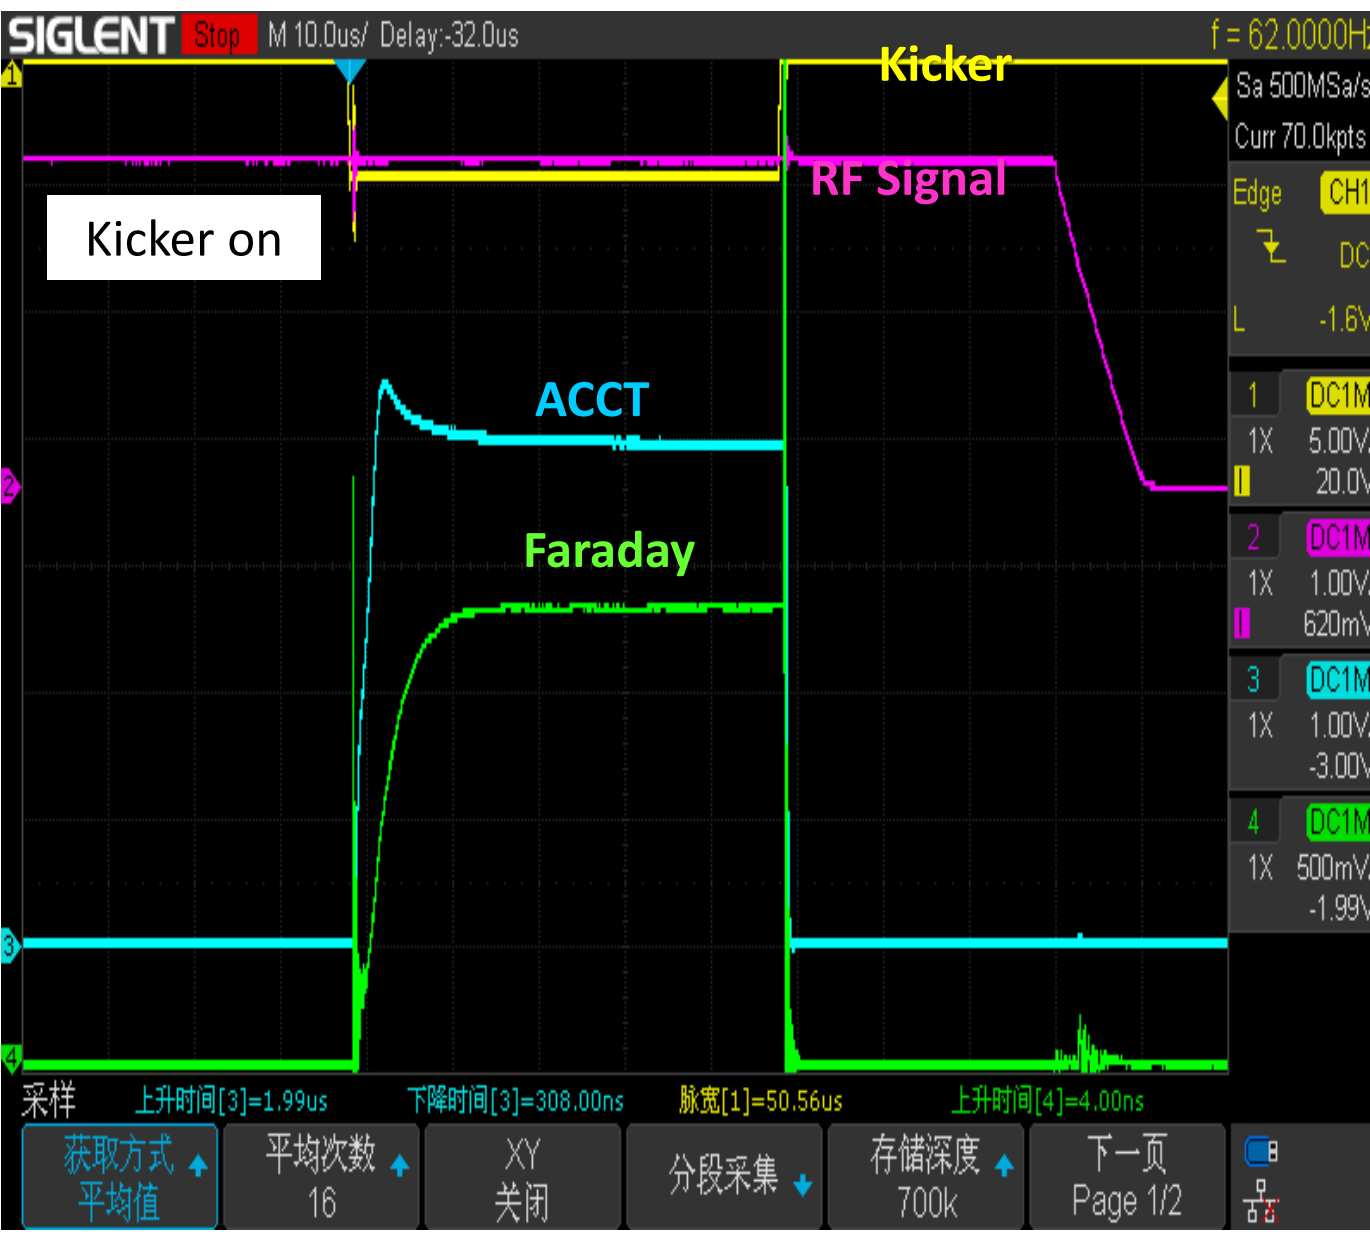 SIGLENT Stop M 10.0us/ Delay:-32.0us f = 62.0000Hz
Kicker
Sa 500MSa/s
Curr 70.0kpts
RF Signal
Kicker on
Edge CH1
DC
L -1.6V
ACCT
Faraday
1 DC1M
1X 5.00V/
20.0V
2 DC1M
1X 1.00V/
620mV
3 DC1M
1X 1.00V/
-3.00V
4 DC1M
1X 500mV/
-1.99V
1
2
3
4
采样 上升时间[3]=1.99us 下降时间[3]=308.00ns 脉宽[1]=50.56us 上升时间[4]=4.00ns
获取方式 平均次数 XY 分段采集 存储深度 下一页
平均值 16 关闭 700k Page 1/2